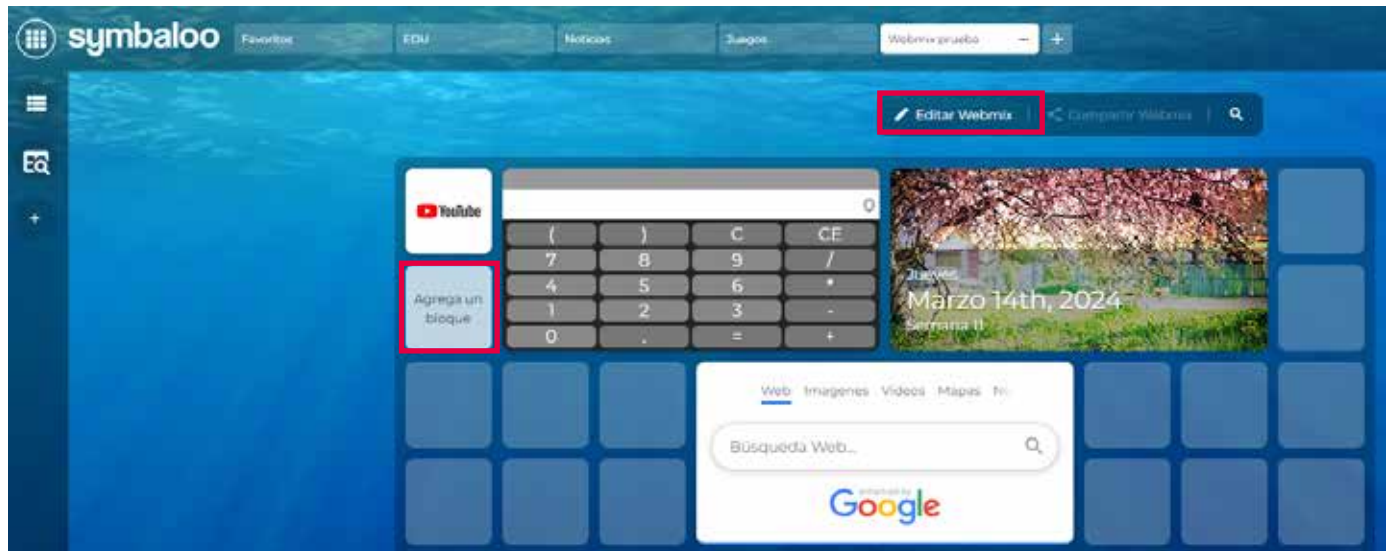 symbaloo
Favoritos
EDU
Noticias
Juegos
Webmix prueba − +
Editar Webmix
Compartir Webmix
+
YouTube
Agrega un
bloque
0
( ) C CE
7 8 9 /
4 5 6 *
1 2 3 -
0 . = +
Jueves,
Marzo 14th, 2024
Semana 11
Web Imagenes Videos Mapas
Búsqueda Web...
Google